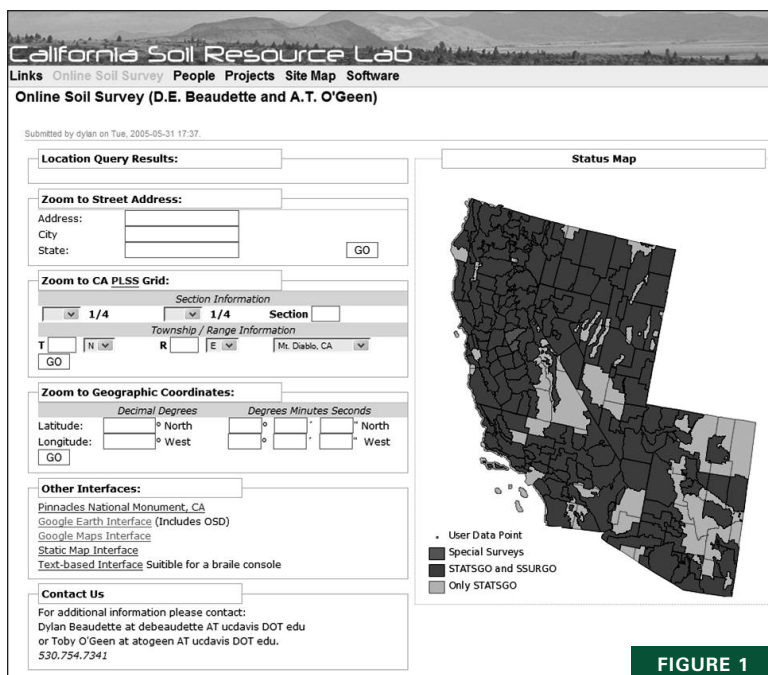 California Soil Resource Lab
Links Online Soil Survey People Projects Site Map Software
Online Soil Survey (D.E. Beaudette and A.T. O'Geen)
Submitted by dylan on Tue, 2005-05-31 17:37.
Location Query Results:
Zoom to Street Address:
Address:
City
State:
GO
Zoom to CA PLSS Grid:
Section Information
1/4 1/4 Section
Township / Range Information
T N R E Mt. Diablo, CA
GO
Zoom to Geographic Coordinates:
Decimal Degrees Degrees Minutes Seconds
Latitude: ° North ° ' " North
Longitude: ° West ° ' " West
GO
Other Interfaces:
Pinnacles National Monument, CA
Google Earth Interface (Includes OSD)
Google Maps Interface
Static Map Interface
Text-based Interface Suitible for a braile console
Contact Us
For additional information please contact:
Dylan Beaudette at debeaudette AT ucdavis DOT edu
or Toby O'Geen at atogeen AT ucdavis DOT edu.
530.754.7341
Status Map
User Data Point
Special Surveys
STATSGO and SSURGO
Only STATSGO
FIGURE 1